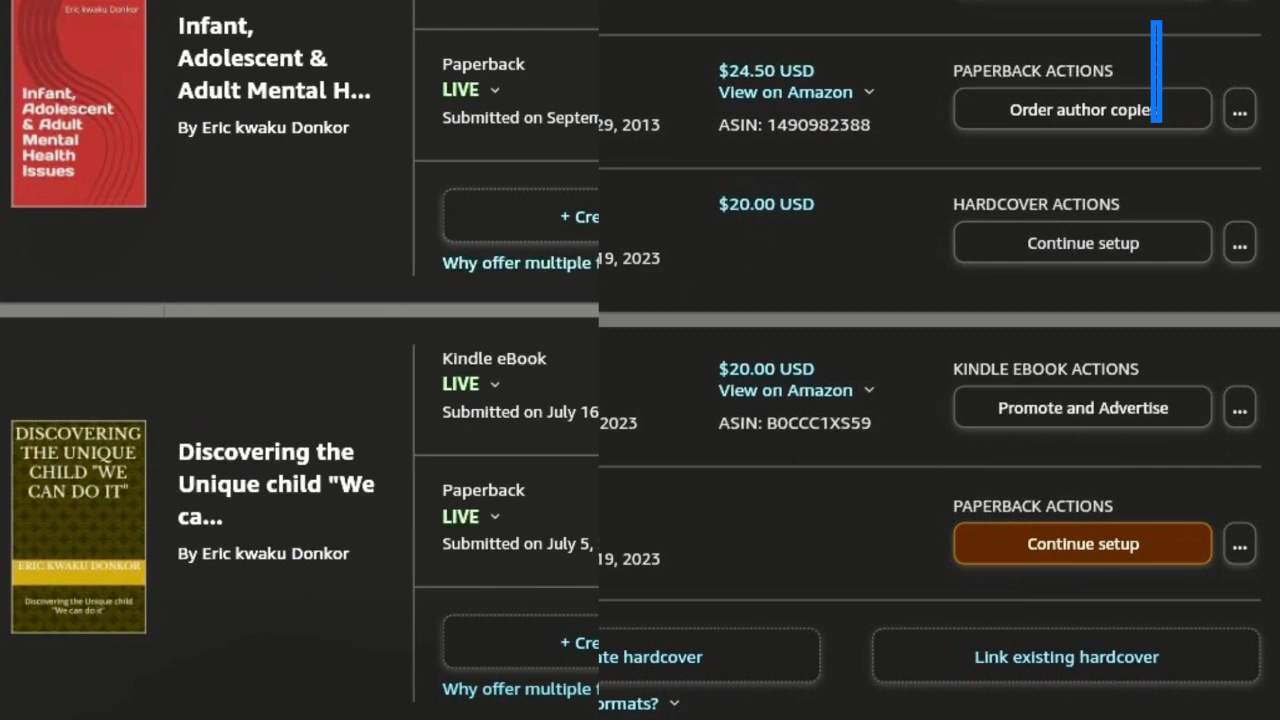 Eric kwaku Donkor
Infant,
Adolescent
& Adult
Mental
Health
Issues
Infant,
Adolescent &
Adult Mental H...
By Eric kwaku Donkor
Paperback
LIVE
Submitted on Septem
29, 2013
$24.50 USD
View on Amazon
ASIN: 1490982388
PAPERBACK ACTIONS
Order author copies
...
+ Cre
Why offer multiple f
19, 2023
$20.00 USD
HARDCOVER ACTIONS
Continue setup
...
DISCOVERING
THE UNIQUE
CHILD "WE
CAN DO IT"
ERIC KWAKU DONKOR
Discovering the Unique child
"We can do it"
Discovering the
Unique child "We
ca...
By Eric kwaku Donkor
Kindle eBook
LIVE
Submitted on July 16
2023
$20.00 USD
View on Amazon
ASIN: B0CCC1XS59
KINDLE EBOOK ACTIONS
Promote and Advertise
...
Paperback
LIVE
Submitted on July 5,
19, 2023
PAPERBACK ACTIONS
Continue setup
...
+ Cre
ate hardcover
Link existing hardcover
Why offer multiple f
ormats?